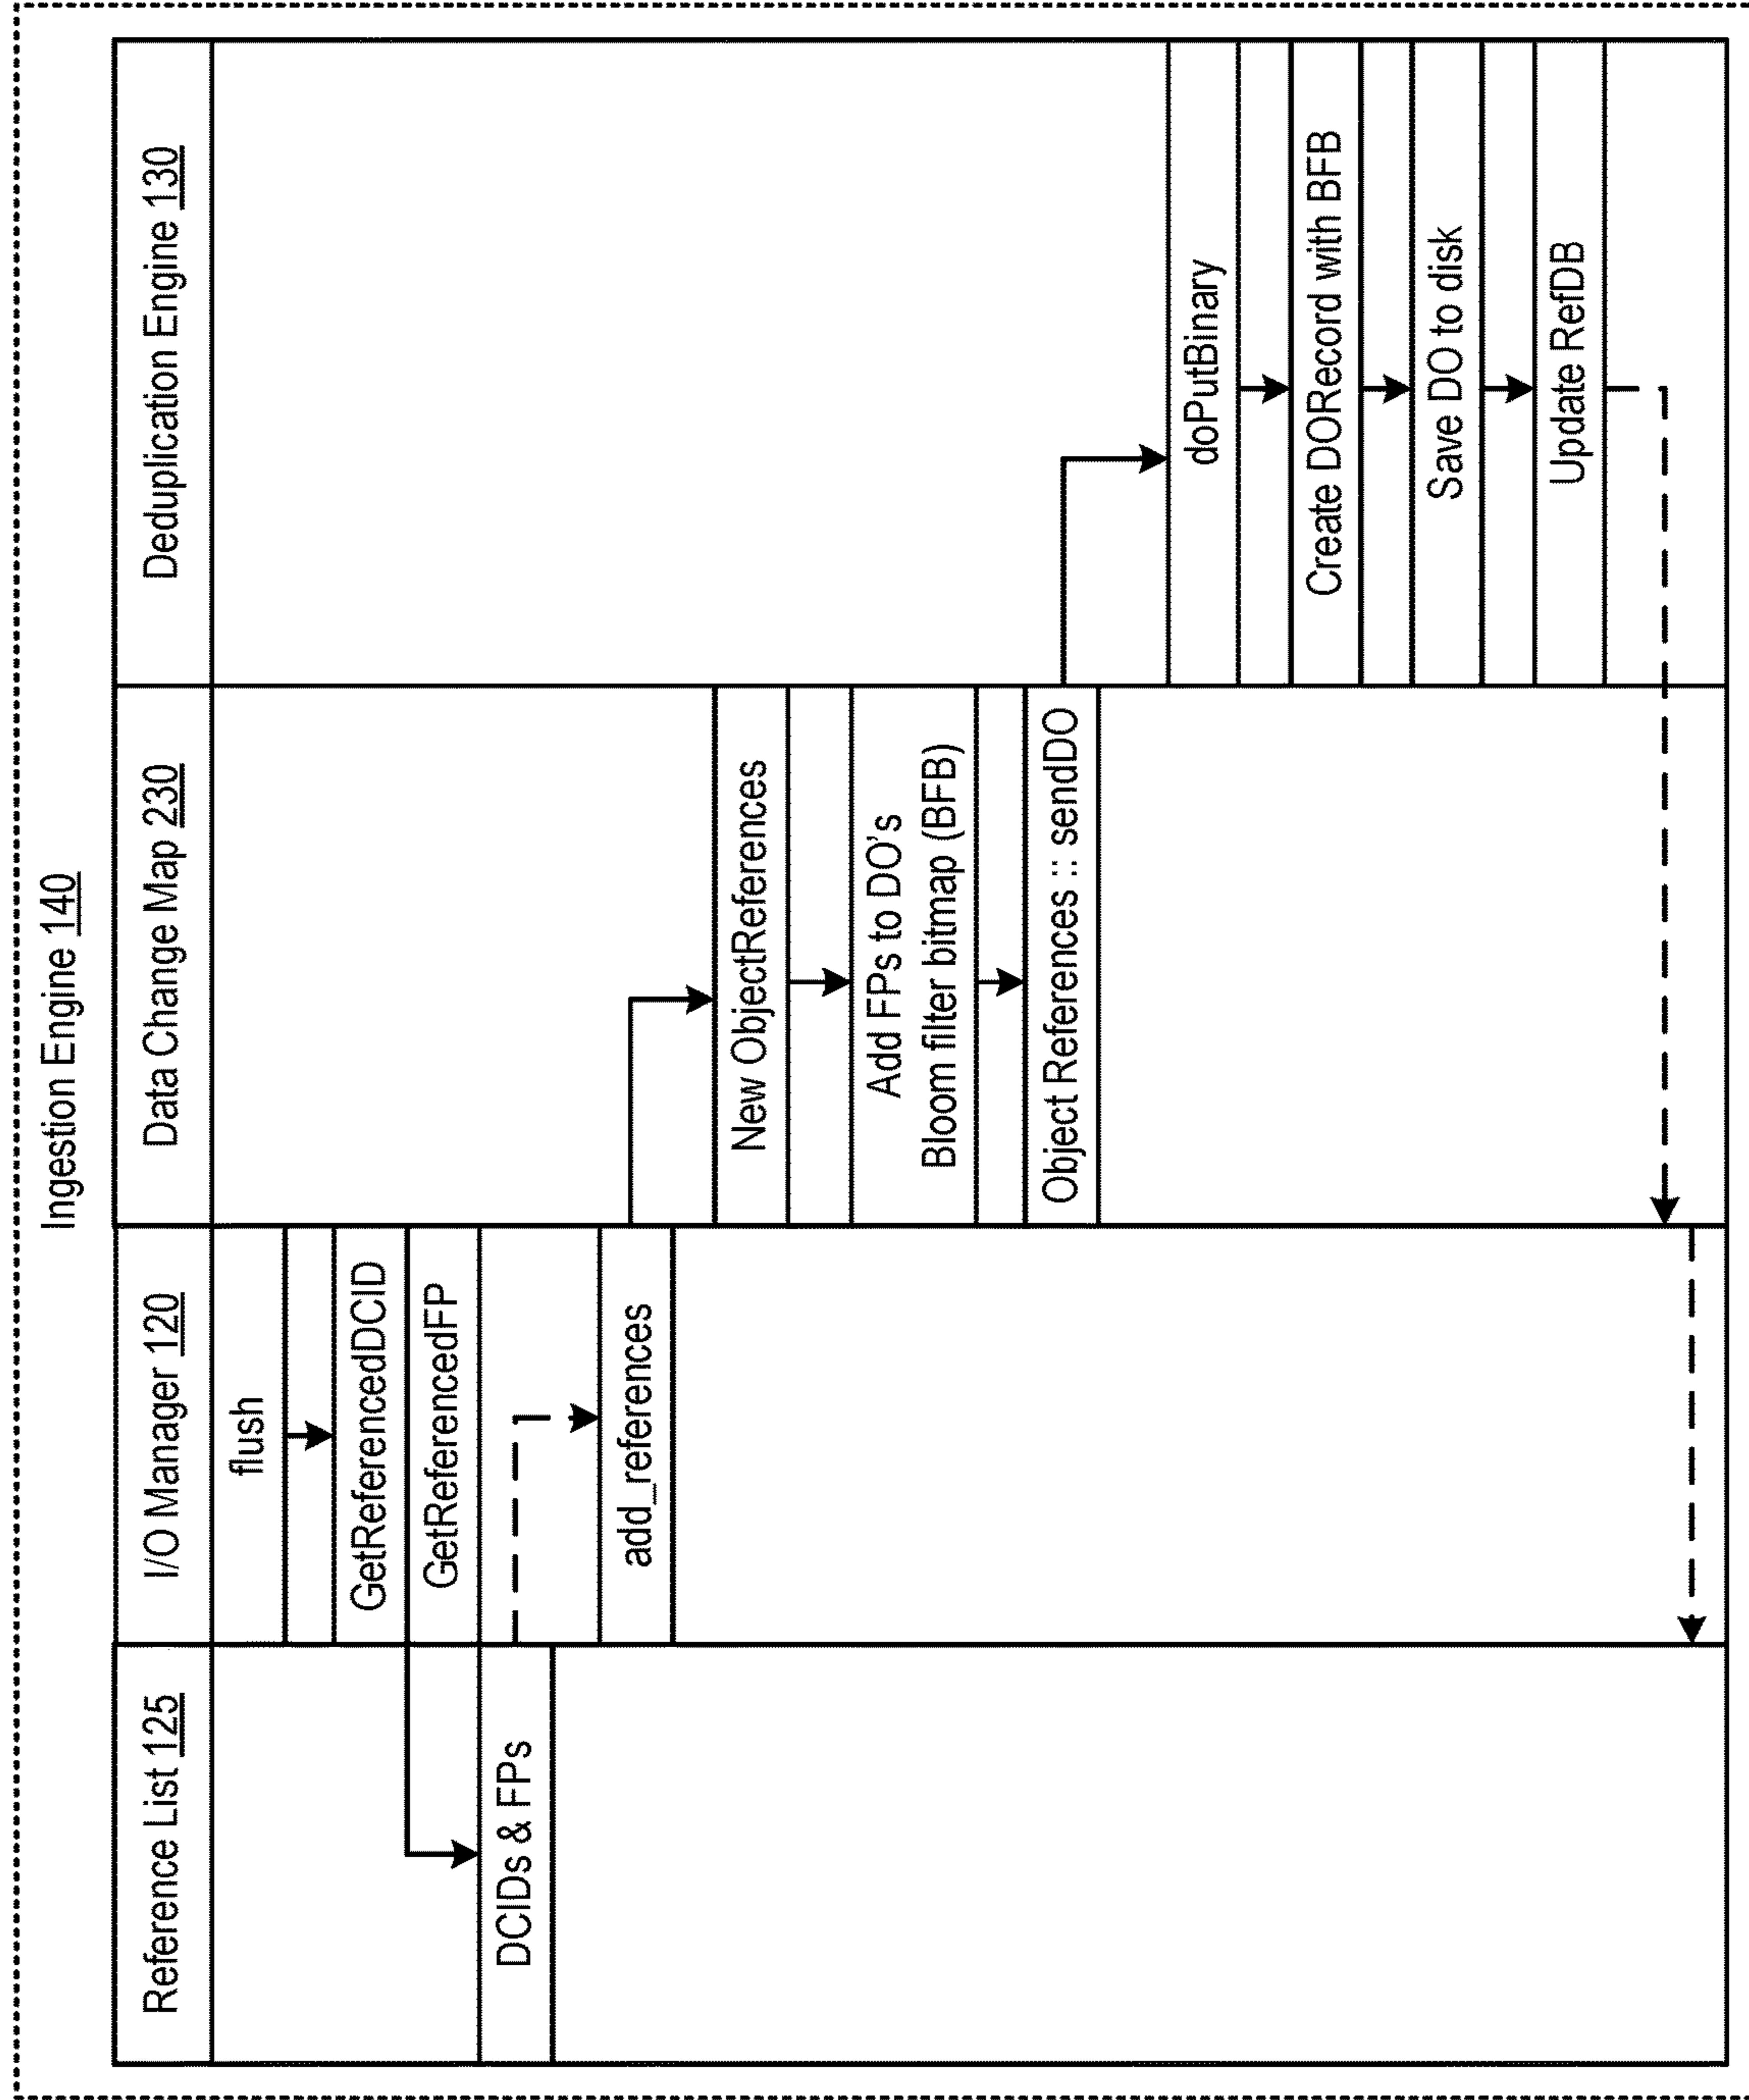 Ingestion Engine 140
Reference List 125
I/O Manager 120
Data Change Map 230
Deduplication Engine 130
flush
GetReferencedDCID
GetReferencedFP
DCIDs & FPs
add_references
New ObjectReferences
Add FPs to DO's
Bloom filter bitmap (BFB)
Object References :: sendDO
doPutBinary
Create DORecord with BFB
Save DO to disk
Update RefDB